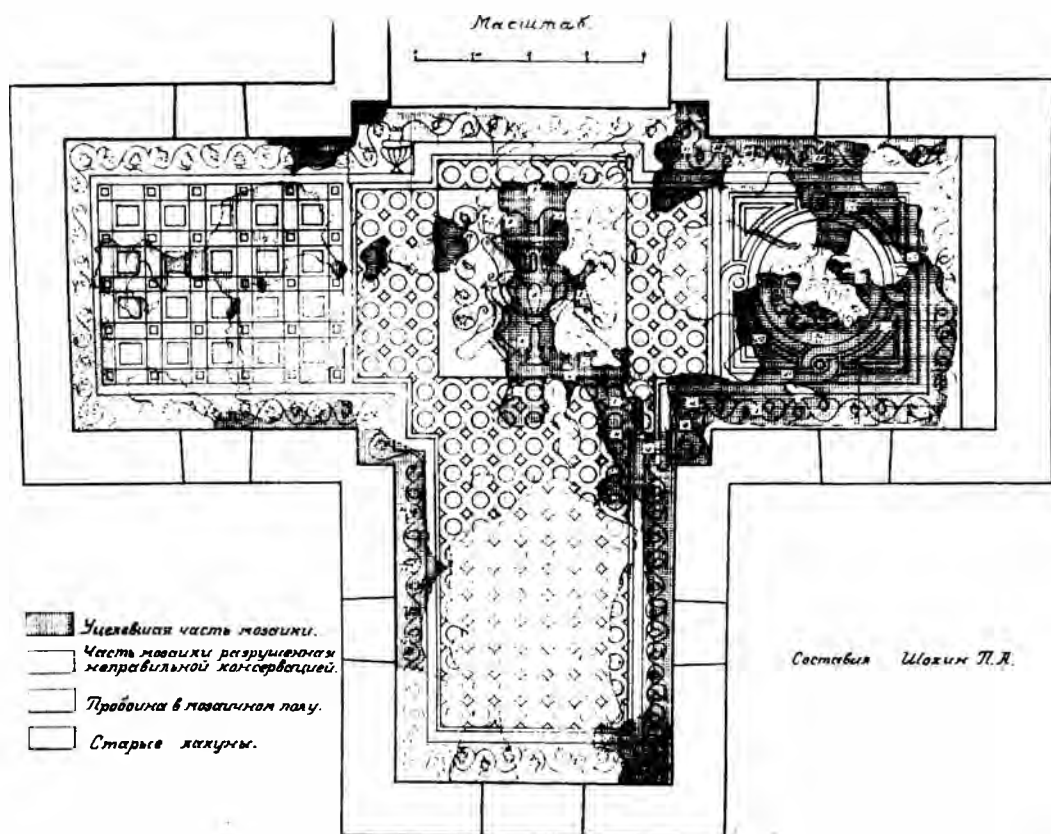 Масштаб.
Уцелевшая часть мозаики.
Часть мозаики разрушенная
неправильной консервацией.
Пробоина в мозаичном полу.
Старые лакуны.
Составил Шохин П.А.